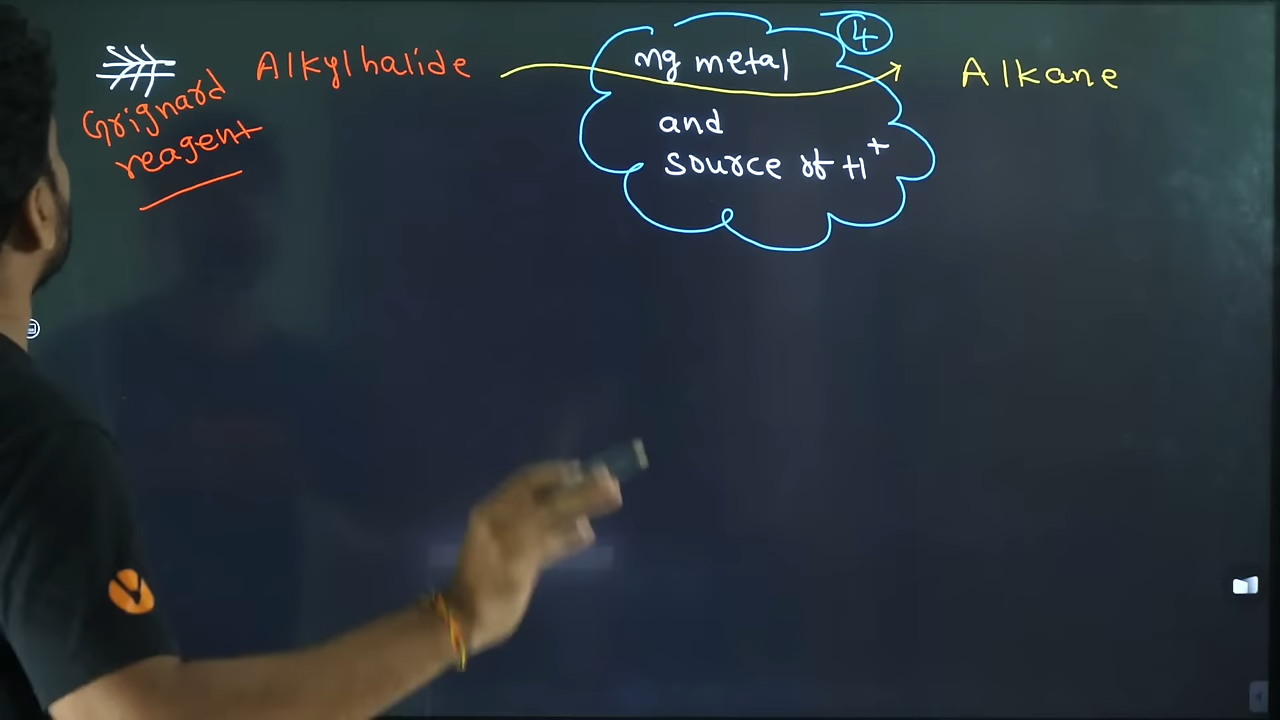 Grignard
reagent
Alkylhalide
mg metal
and
source of H+
4
Alkane